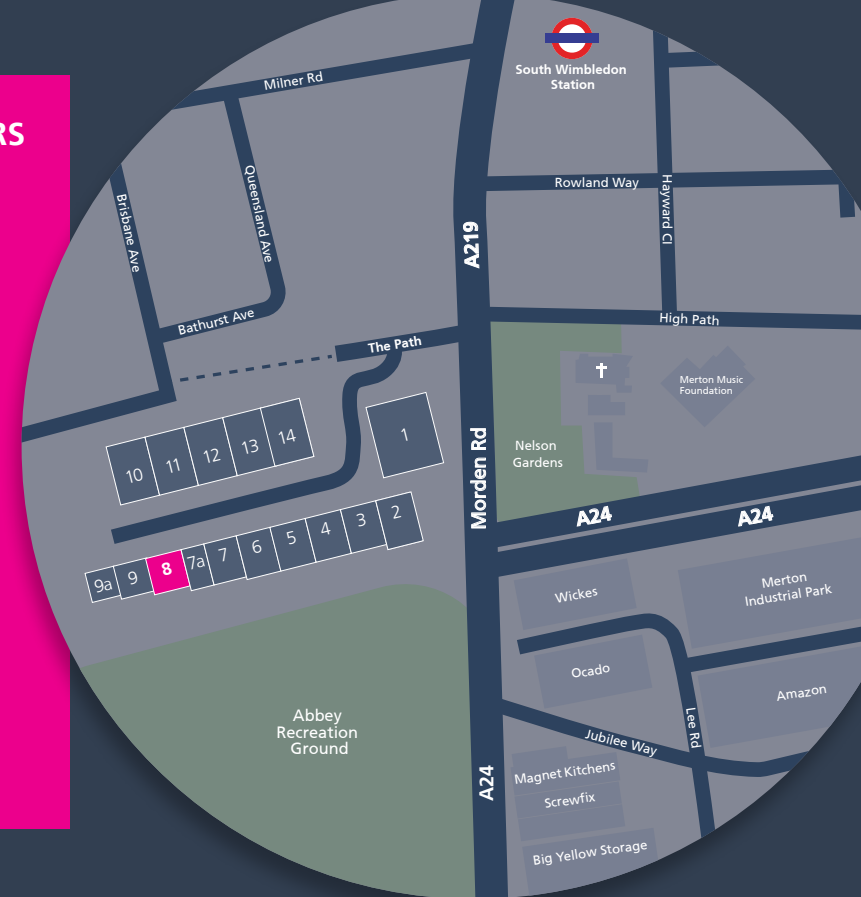 RS
South Wimbledon
Station
Milner Rd
Queensland Ave
Brisbane Ave
Bathurst Ave
Rowland Way
Hayward Cl
A219
High Path
The Path
Merton Music
Foundation
Nelson
Gardens
Morden Rd
A24
A24
10
11
12
13
14
1
9a
9
8
7a
7
6
5
4
3
2
Wickes
Merton
Industrial Park
Ocado
Amazon
Lee Rd
Jubilee Way
Abbey
Recreation
Ground
A24
Magnet Kitchens
Screwfix
Big Yellow Storage